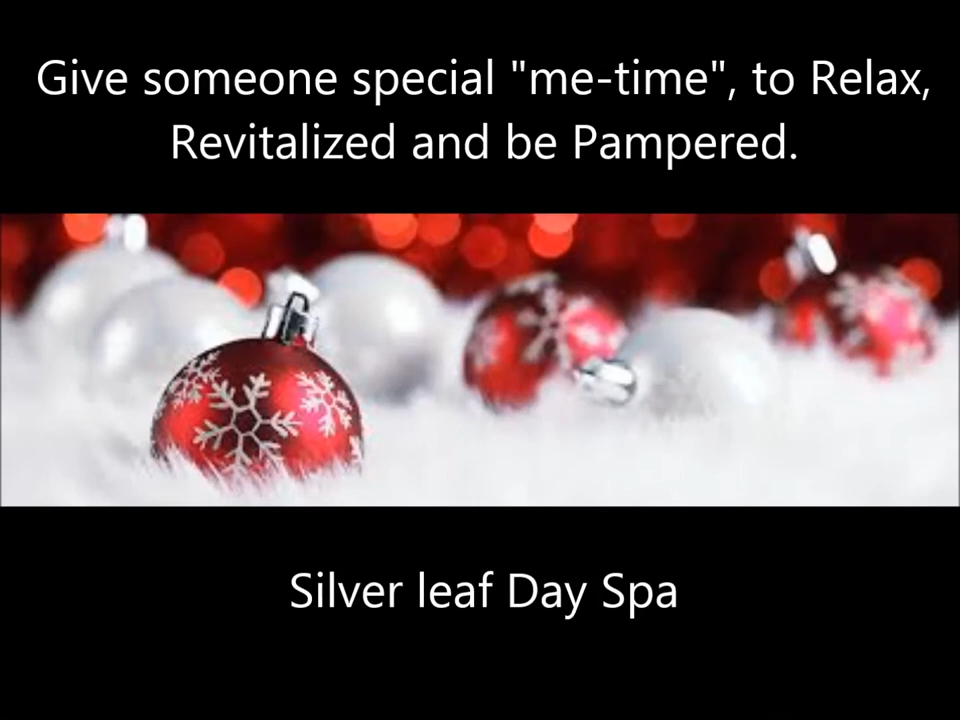 Give someone special "me-time", to Relax,
Revitalized and be Pampered.
Silver leaf Day Spa